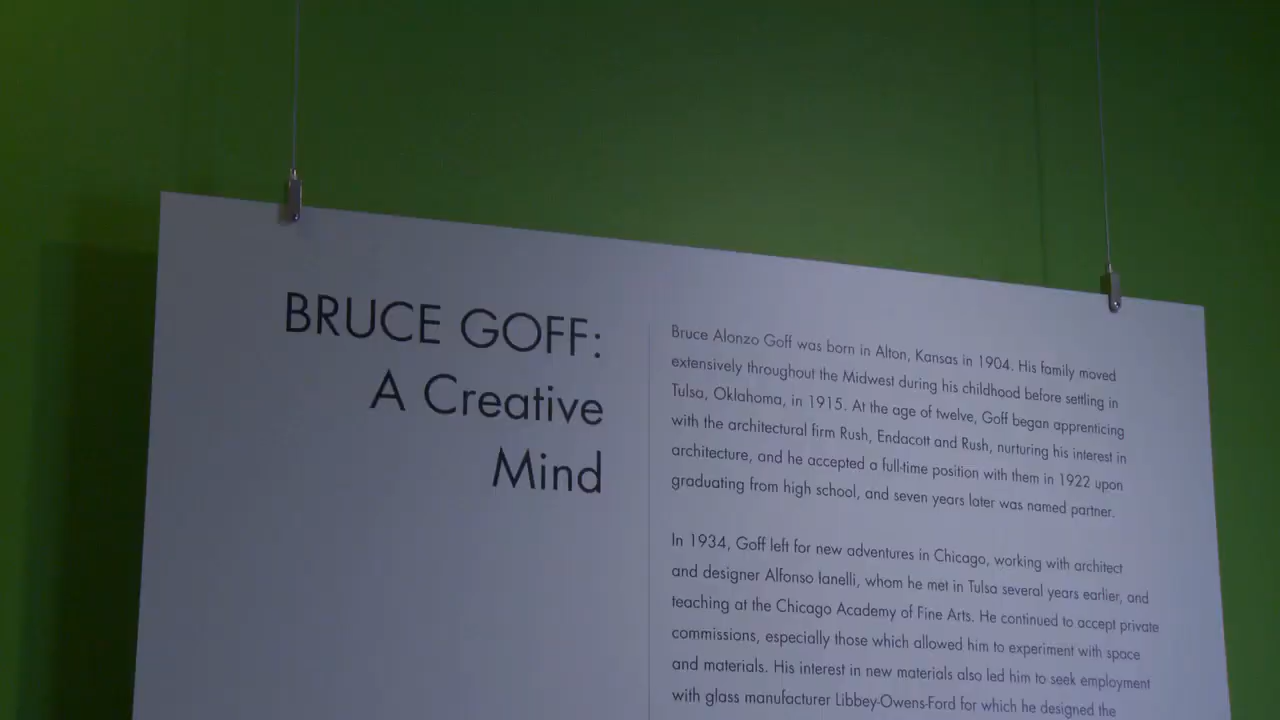 BRUCE GOFF:
A Creative
Mind
Bruce Alonzo Goff was born in Alton, Kansas in 1904. His family moved
extensively throughout the Midwest during his childhood before settling in
Tulsa, Oklahoma, in 1915. At the age of twelve, Goff began apprenticing
with the architectural firm Rush, Endacott and Rush, nurturing his interest in
architecture, and he accepted a full-time position with them in 1922 upon
graduating from high school, and seven years later was named partner.
In 1934, Goff left for new adventures in Chicago, working with architect
and designer Alfonso Ianelli, whom he met in Tulsa several years earlier, and
teaching at the Chicago Academy of Fine Arts. He continued to accept private
commissions, especially those which allowed him to experiment with space
and materials. His interest in new materials also led him to seek employment
with glass manufacturer Libbey-Owens-Ford for which he designed the